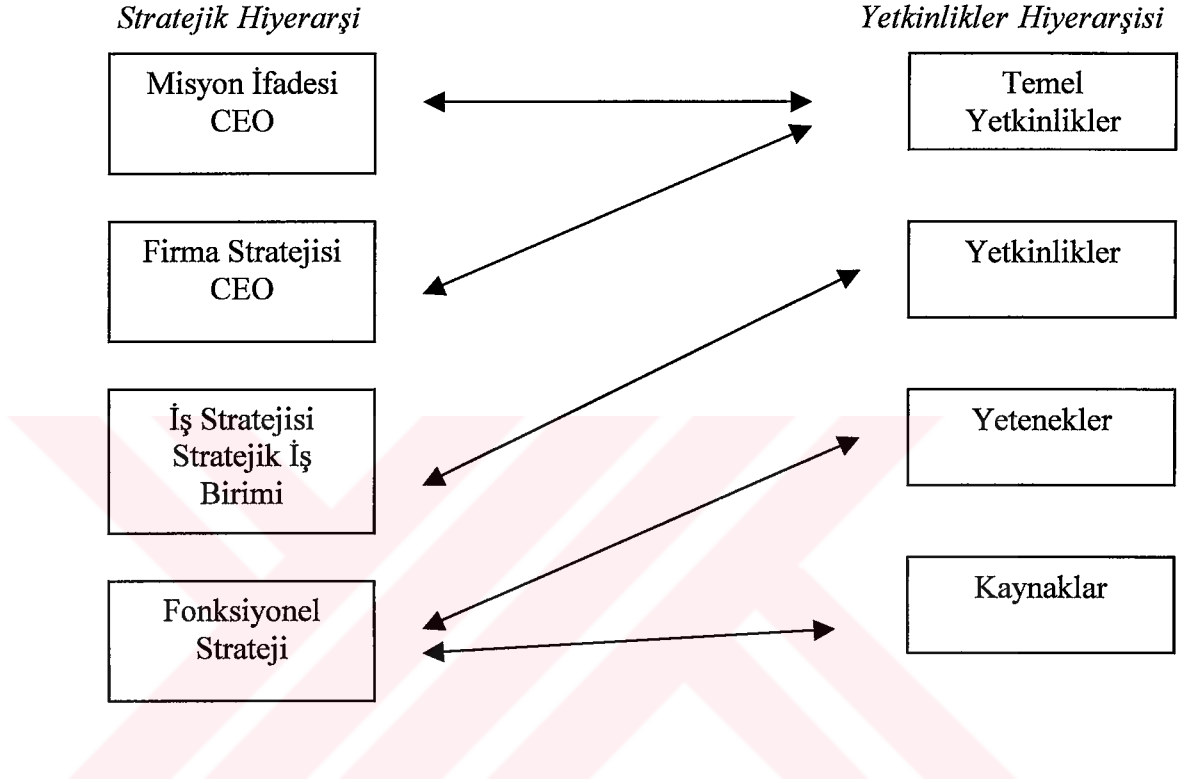 Stratejik Hiyerarşi
Yetkinlikler Hiyerarşisi
Misyon İfadesi
CEO
Temel
Yetkinlikler
Firma Stratejisi
CEO
Yetkinlikler
İş Stratejisi
Stratejik İş
Birimi
Yetenekler
Fonksiyonel
Strateji
Kaynaklar